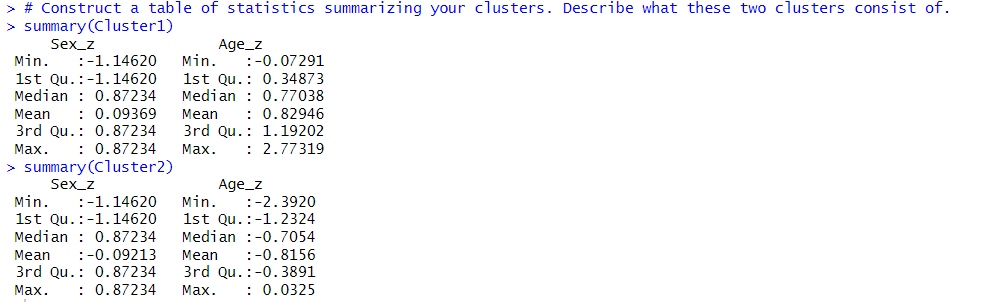 > # Construct a table of statistics summarizing your clusters. Describe what these two clusters consist of.
> summary(Cluster1)
     Sex_z              Age_z
 Min.   :-1.14620   Min.   :-0.07291
 1st Qu.:-1.14620   1st Qu.: 0.34873
 Median : 0.87234   Median : 0.77038
 Mean   : 0.09369   Mean   : 0.82946
 3rd Qu.: 0.87234   3rd Qu.: 1.19202
 Max.   : 0.87234   Max.   : 2.77319
> summary(Cluster2)
     Sex_z              Age_z
 Min.   :-1.14620   Min.   :-2.3920
 1st Qu.:-1.14620   1st Qu.:-1.2324
 Median : 0.87234   Median :-0.7054
 Mean   :-0.09213   Mean   :-0.8156
 3rd Qu.: 0.87234   3rd Qu.:-0.3891
 Max.   : 0.87234   Max.   : 0.0325